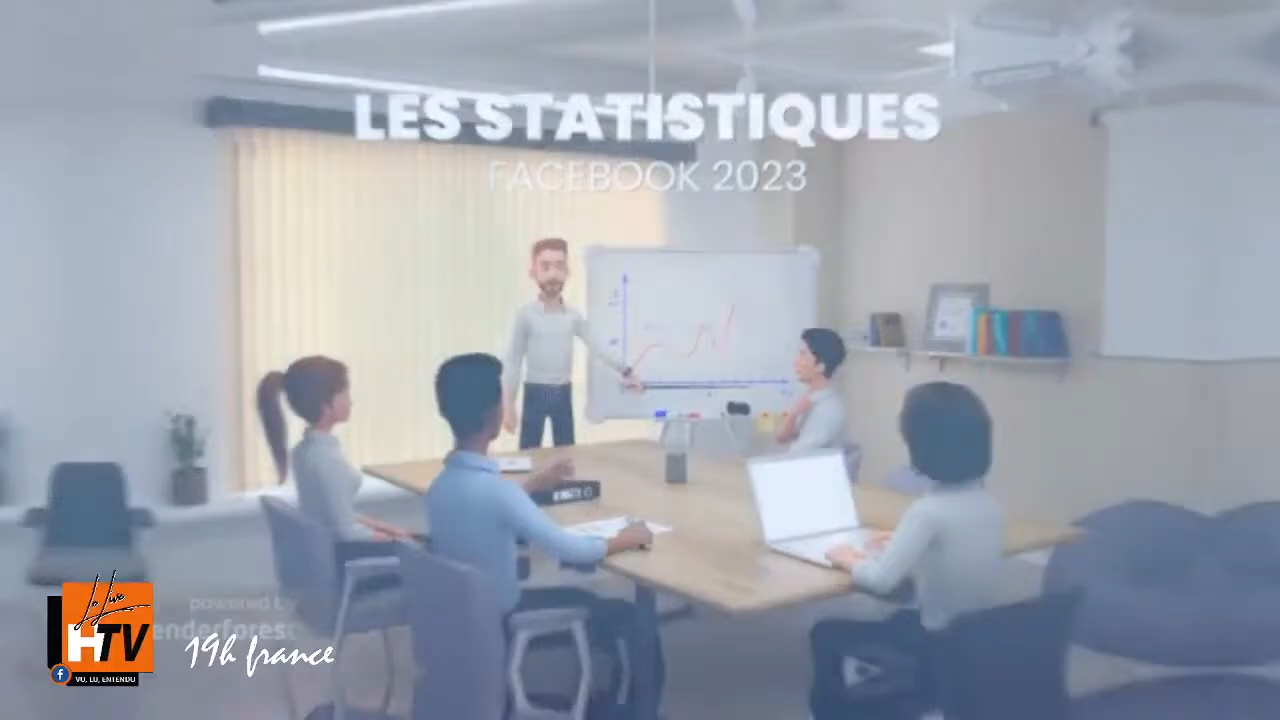 LES STATISTIQUES
FACEBOOK 2023
powered by
enderforest
Le Live
HTV
VU, LU, ENTENDU
19h france